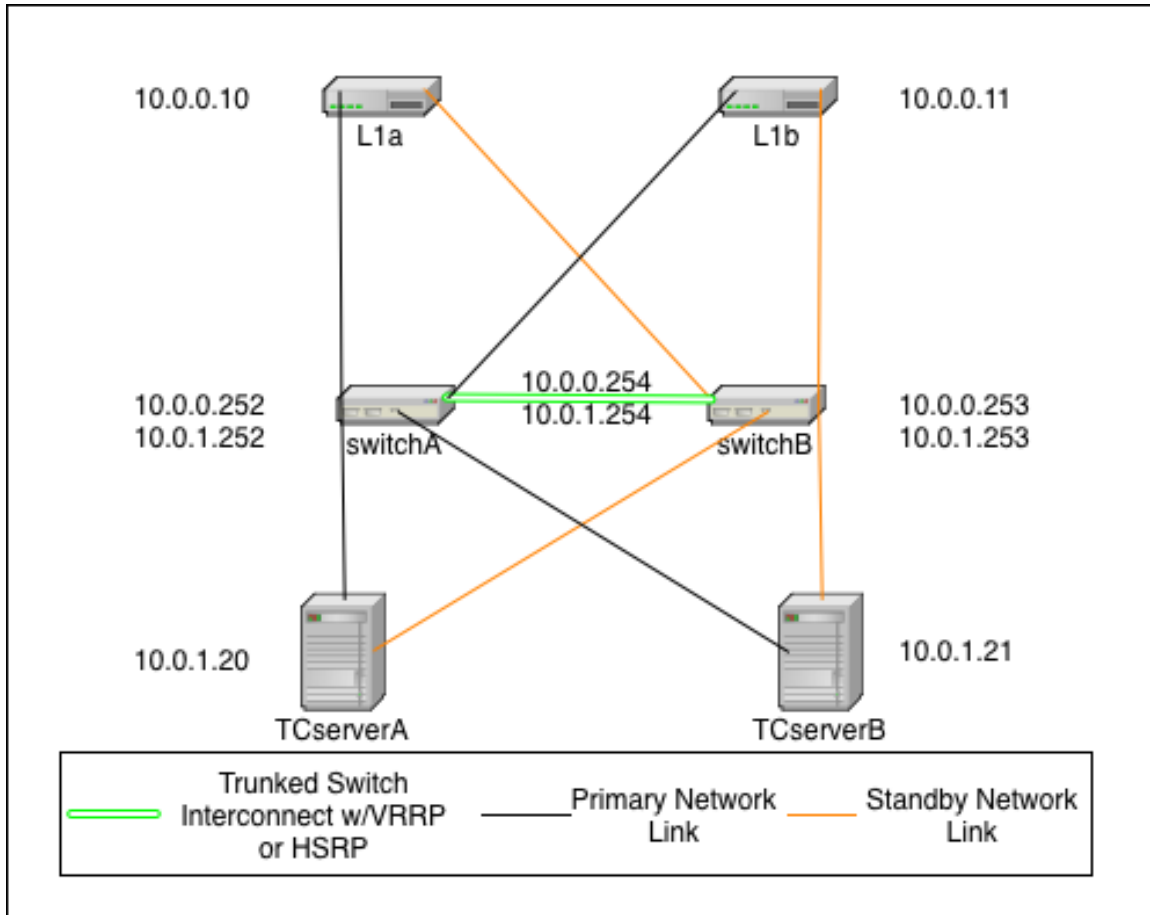 10.0.0.10
L1a
L1b
10.0.0.11
10.0.0.254
10.0.1.254
10.0.0.252
10.0.1.252
switchA
switchB
10.0.0.253
10.0.1.253
10.0.1.20
TCserverA
TCserverB
10.0.1.21
Trunked Switch
Interconnect w/VRRP
or HSRP
Primary Network
Link
Standby Network
Link